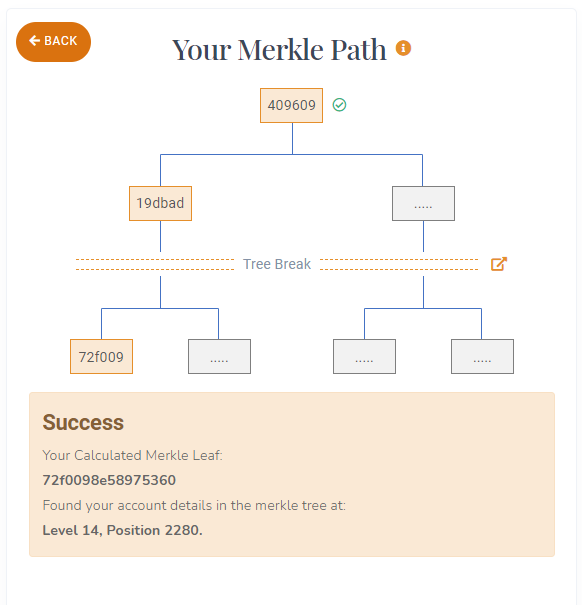 BACK
Your Merkle Path
409609
19dbad
.....
Tree Break
72f009
.....
.....
.....
Success
Your Calculated Merkle Leaf:
72f0098e58975360
Found your account details in the merkle tree at:
Level 14, Position 2280.